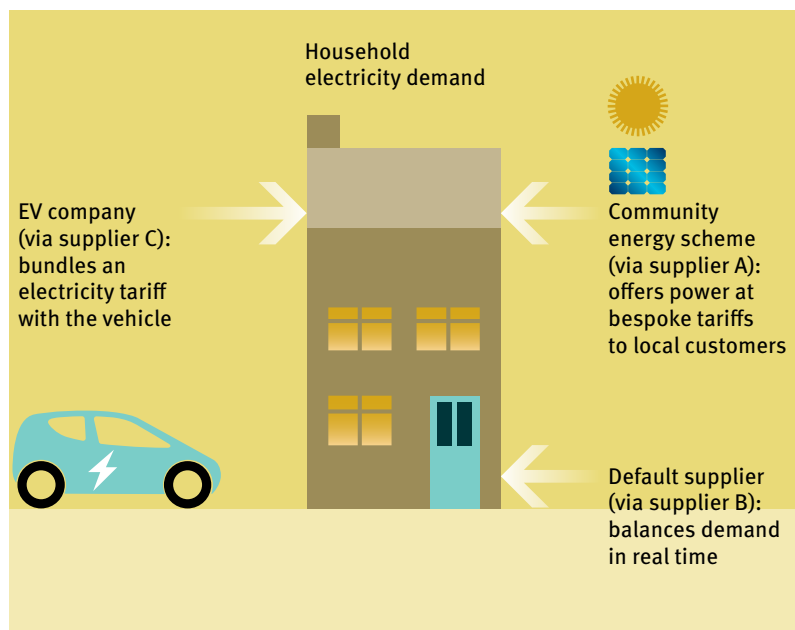 Household
electricity demand
EV company
(via supplier C):
bundles an
electricity tariff
with the vehicle
Community
energy scheme
(via supplier A):
offers power at
bespoke tariffs
to local customers
Default supplier
(via supplier B):
balances demand
in real time